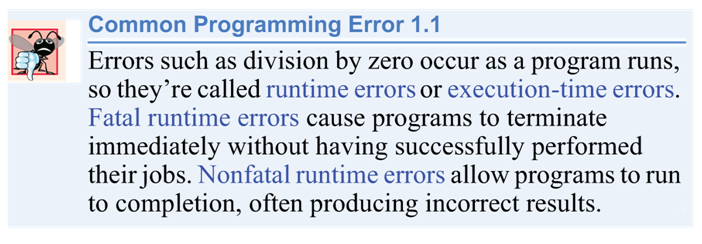 Common Programming Error 1.1
Errors such as division by zero occur as a program runs,
so they’re called runtime errors or execution-time errors.
Fatal runtime errors cause programs to terminate
immediately without having successfully performed
their jobs. Nonfatal runtime errors allow programs to run
to completion, often producing incorrect results.